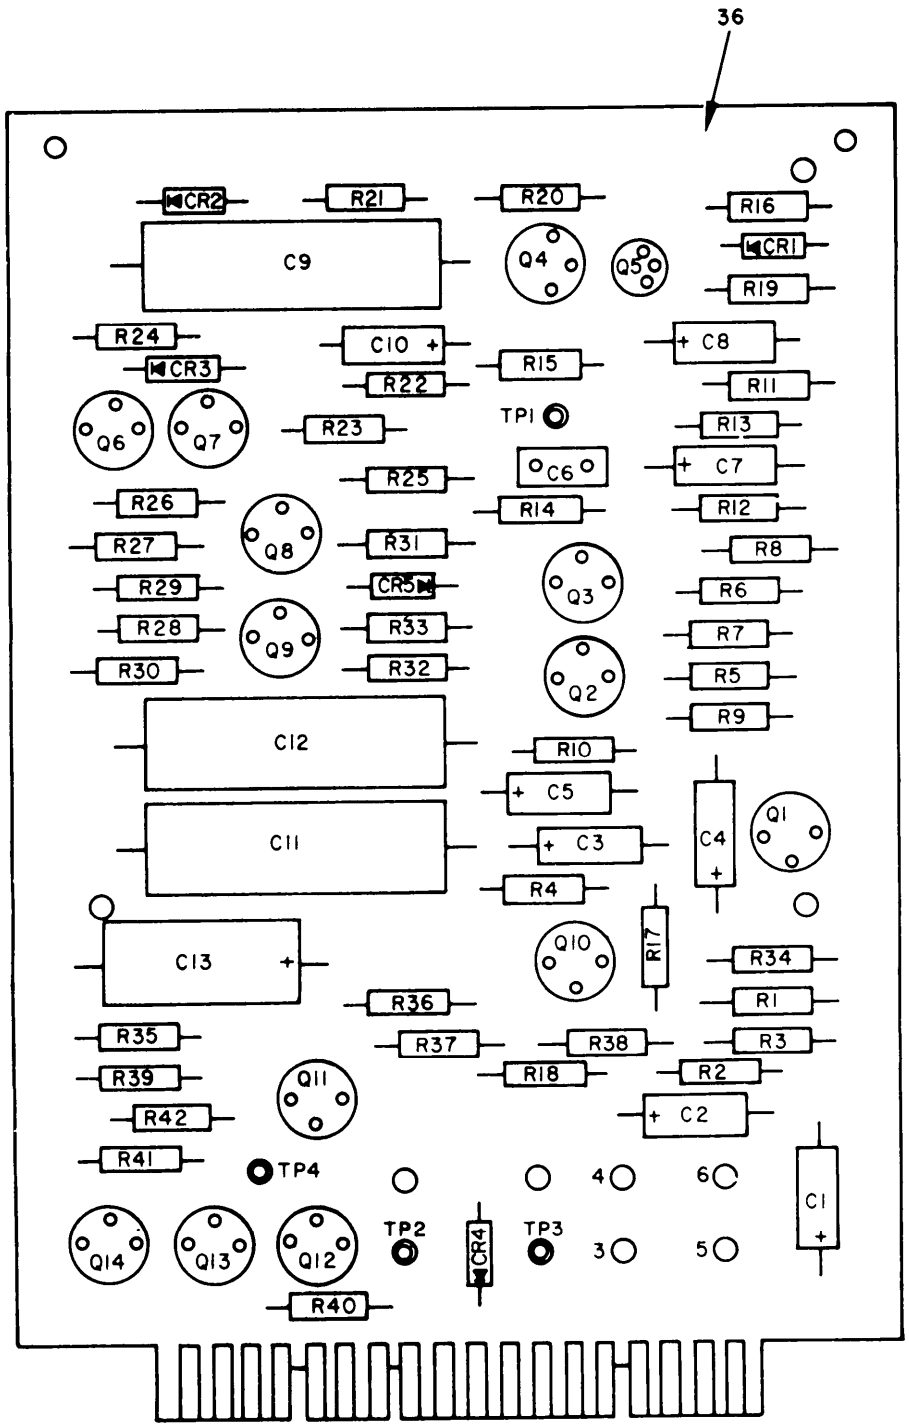 36
CR2 R21 R20 R16
C9 Q4 Q5 CR1
R19
R24 C10 + + C8
CR3 R22 R15 R11
Q6 Q7 R23 TP1 R13
R25 C6 + C7
R26 R14 R12
R27 Q8 R31 R8
R29 CR5 Q3 R6
R28 R33 R7
R30 Q9 R32 Q2 R5
R9
C12 R10
+ C5 Q1
C11 + C3 C4 +
R4
C13 + Q10 R17 R34
R36 R1
R35 R37 R38 R3
R39 Q11 R18 R2
R42 + C2
R41 TP4 4 6
C1 +
Q14 Q13 Q12 TP2 CR4 TP3 3 5
R40